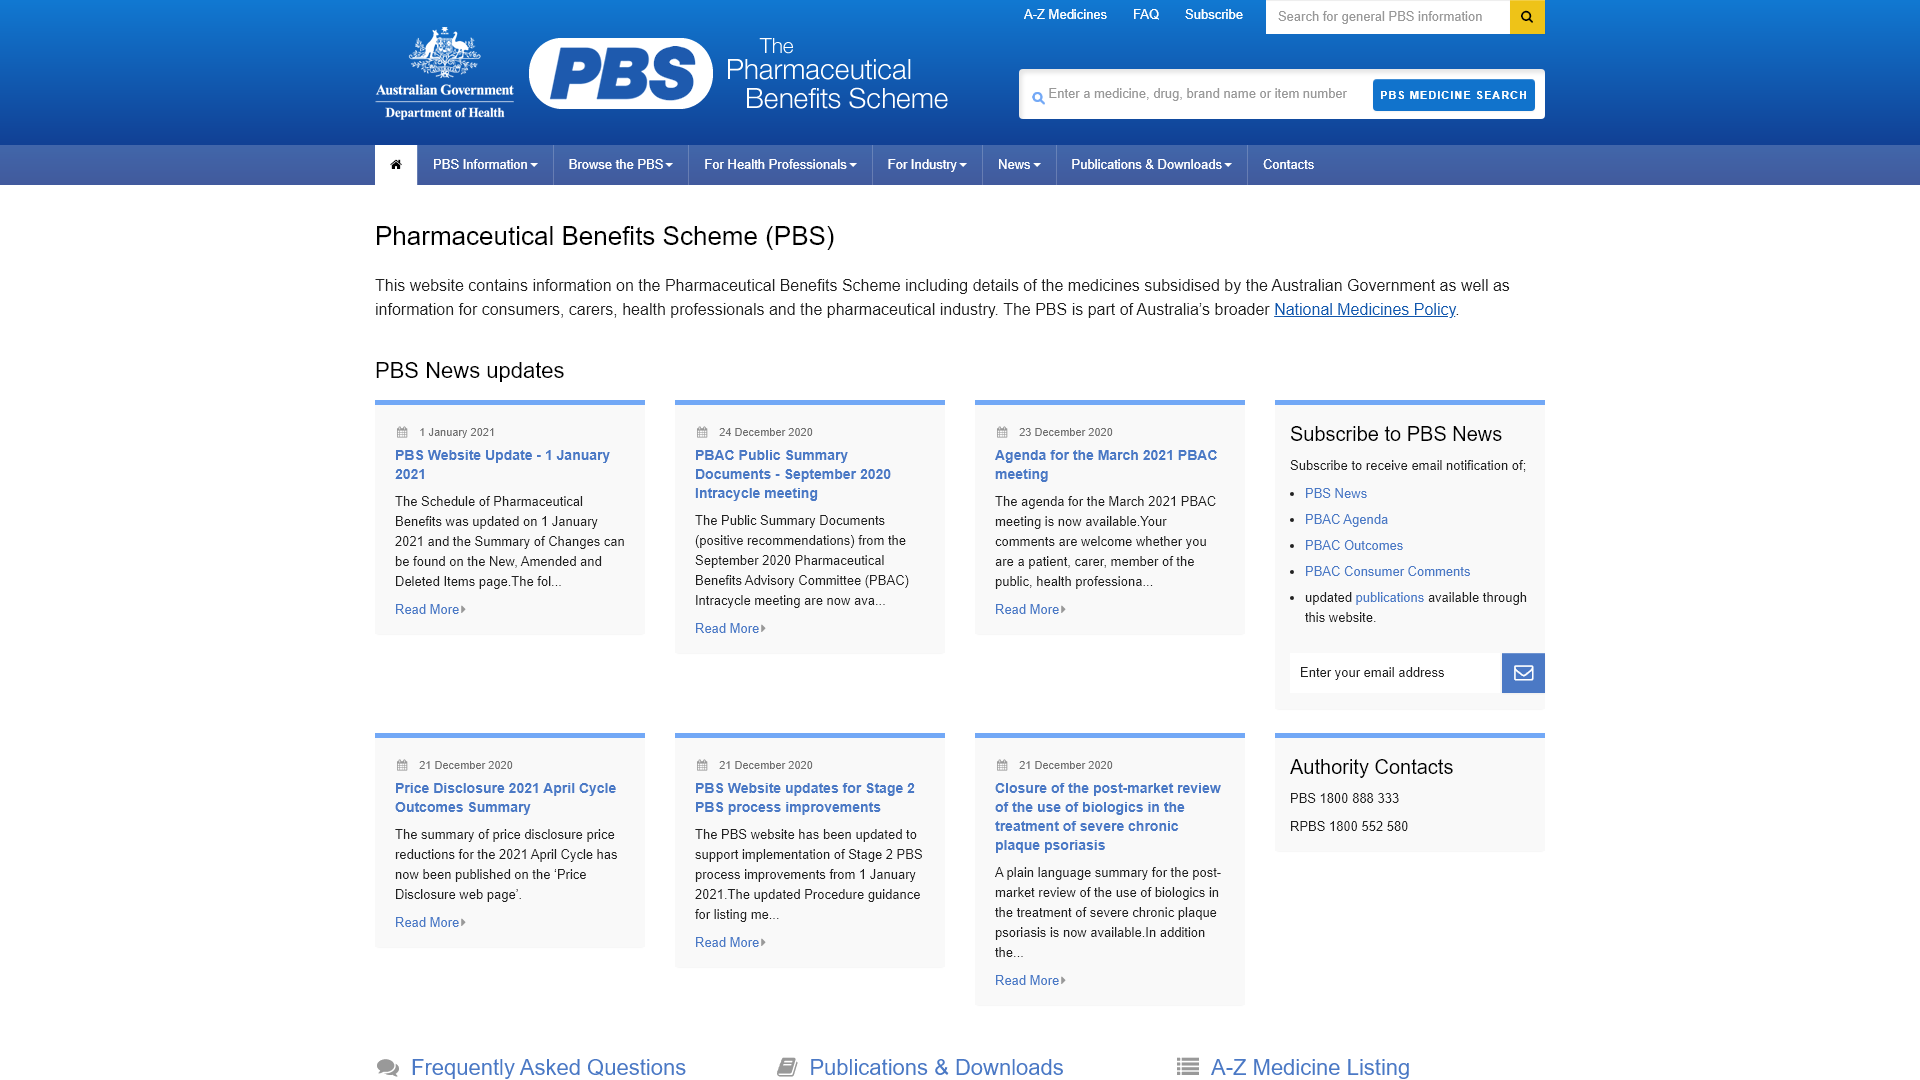 A-Z Medicines
FAQ
Subscribe
Search for general PBS information
Australian Government
Department of Health
PBS
The
Pharmaceutical
Benefits Scheme
Enter a medicine, drug, brand name or item number
PBS MEDICINE SEARCH
PBS Information
Browse the PBS
For Health Professionals
For Industry
News
Publications & Downloads
Contacts
Pharmaceutical Benefits Scheme (PBS)
This website contains information on the Pharmaceutical Benefits Scheme including details of the medicines subsidised by the Australian Government as well as
information for consumers, carers, health professionals and the pharmaceutical industry. The PBS is part of Australia’s broader National Medicines Policy.
PBS News updates
1 January 2021
PBS Website Update - 1 January
2021
The Schedule of Pharmaceutical
Benefits was updated on 1 January
2021 and the Summary of Changes can
be found on the New, Amended and
Deleted Items page.The fol...
Read More
24 December 2020
PBAC Public Summary
Documents - September 2020
Intracycle meeting
The Public Summary Documents
(positive recommendations) from the
September 2020 Pharmaceutical
Benefits Advisory Committee (PBAC)
Intracycle meeting are now ava...
Read More
23 December 2020
Agenda for the March 2021 PBAC
meeting
The agenda for the March 2021 PBAC
meeting is now available.Your
comments are welcome whether you
are a patient, carer, member of the
public, health professiona...
Read More
Subscribe to PBS News
Subscribe to receive email notification of;
• PBS News
• PBAC Agenda
• PBAC Outcomes
• PBAC Consumer Comments
• updated publications available through
this website.
Enter your email address
21 December 2020
Price Disclosure 2021 April Cycle
Outcomes Summary
The summary of price disclosure price
reductions for the 2021 April Cycle has
now been published on the ‘Price
Disclosure web page’.
Read More
21 December 2020
PBS Website updates for Stage 2
PBS process improvements
The PBS website has been updated to
support implementation of Stage 2 PBS
process improvements from 1 January
2021.The updated Procedure guidance
for listing me...
Read More
21 December 2020
Closure of the post-market review
of the use of biologics in the
treatment of severe chronic
plaque psoriasis
A plain language summary for the post-
market review of the use of biologics in
the treatment of severe chronic plaque
psoriasis is now available.In addition
the...
Read More
Authority Contacts
PBS 1800 888 333
RPBS 1800 552 580
Frequently Asked Questions
Publications & Downloads
A-Z Medicine Listing